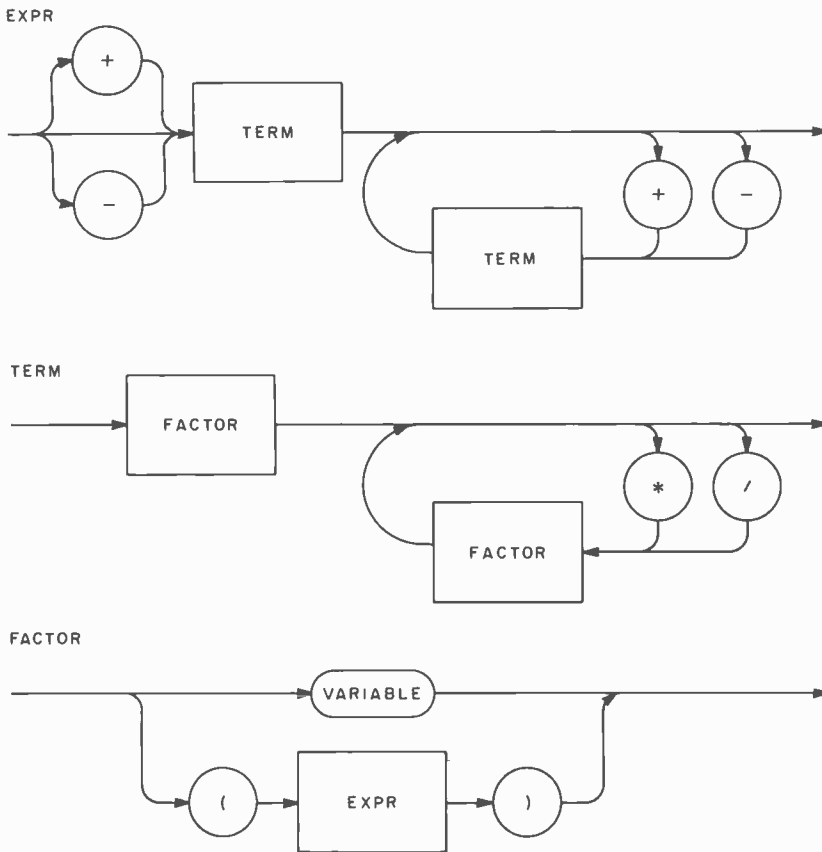 EXPR
+
TERM
-
+
-
TERM
TERM
FACTOR
*
/
FACTOR
FACTOR
VARIABLE
(
EXPR
)